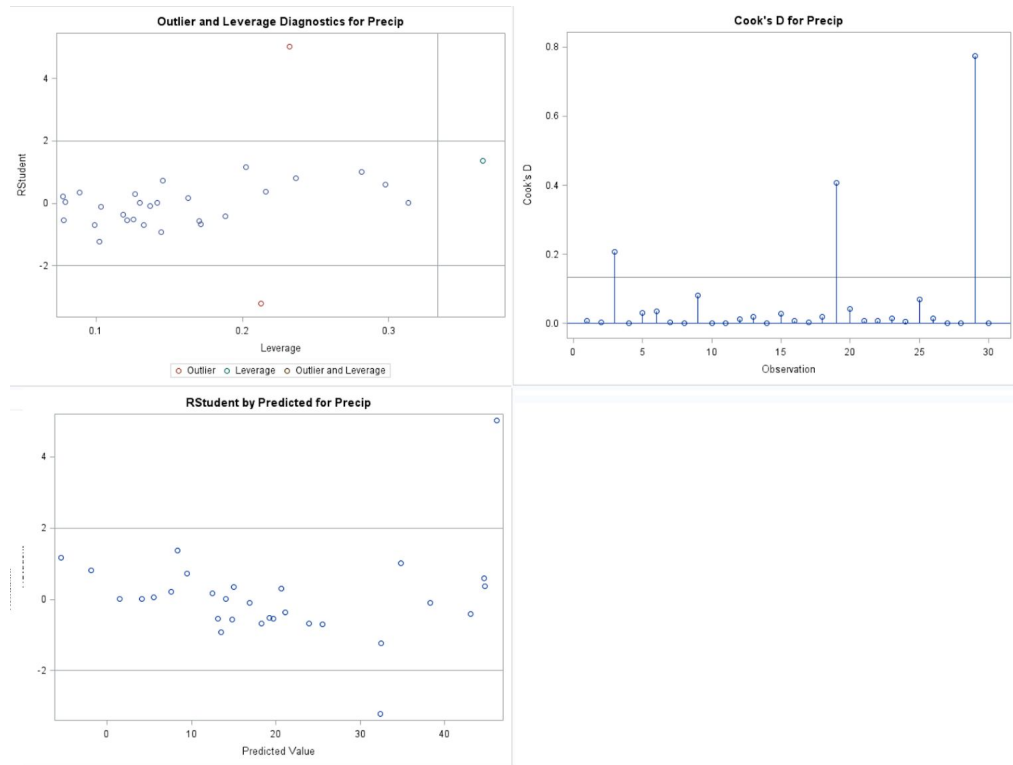 Outlier and Leverage Diagnostics for Precip
4
2
0
-2
RStudent
0.1 0.2 0.3
Leverage
Outlier Leverage Outlier and Leverage
Cook's D for Precip
0.8
0.6
0.4
0.2
0.0
Cook's D
0 5 10 15 20 25 30
Observation
RStudent by Predicted for Precip
4
2
0
-2
0 10 20 30 40
Predicted Value